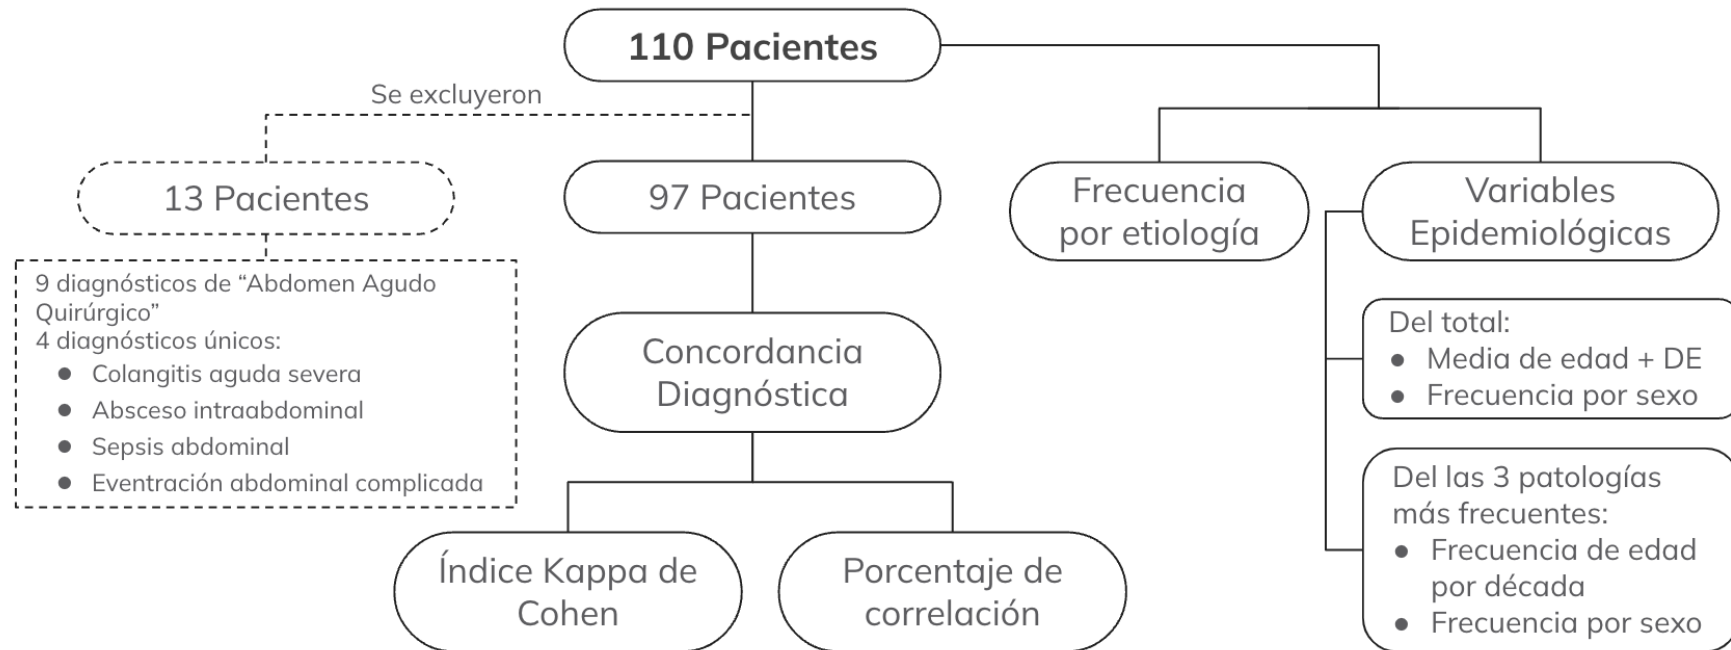 110 Pacientes
Se excluyeron
13 Pacientes
97 Pacientes
Frecuencia
por etiología
Variables
Epidemiológicas
9 diagnósticos de “Abdomen Agudo
Quirúrgico”
4 diagnósticos únicos:
● Colangitis aguda severa
● Absceso intraabdominal
● Sepsis abdominal
● Eventración abdominal complicada
Concordancia
Diagnóstica
Índice Kappa de
Cohen
Porcentaje de
correlación
Del total:
● Media de edad + DE
● Frecuencia por sexo
Del las 3 patologías
más frecuentes:
● Frecuencia de edad
por década
● Frecuencia por sexo